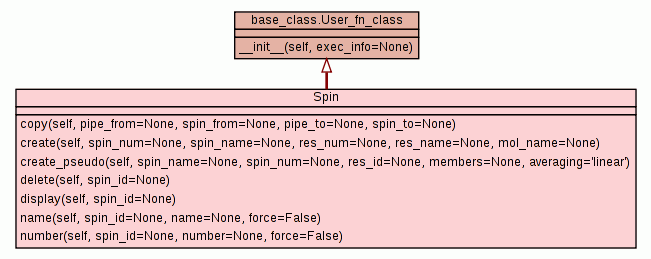 base_class.User_fn_class
__init__(self, exec_info=None)
Spin
copy(self, pipe_from=None, spin_from=None, pipe_to=None, spin_to=None)
create(self, spin_num=None, spin_name=None, res_num=None, res_name=None, mol_name=None)
create_pseudo(self, spin_name=None, spin_num=None, res_id=None, members=None, averaging='linear')
delete(self, spin_id=None)
display(self, spin_id=None)
name(self, spin_id=None, name=None, force=False)
number(self, spin_id=None, number=None, force=False)